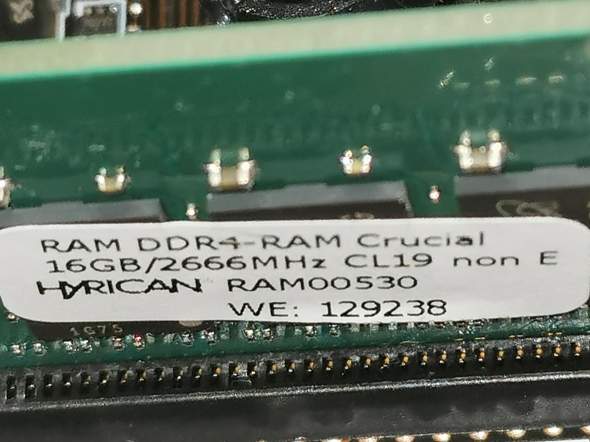 RAM DDR4-RAM Crucial
16GB/2666MHz CL19 non E
HYRICAN RAM00530
WE: 129238